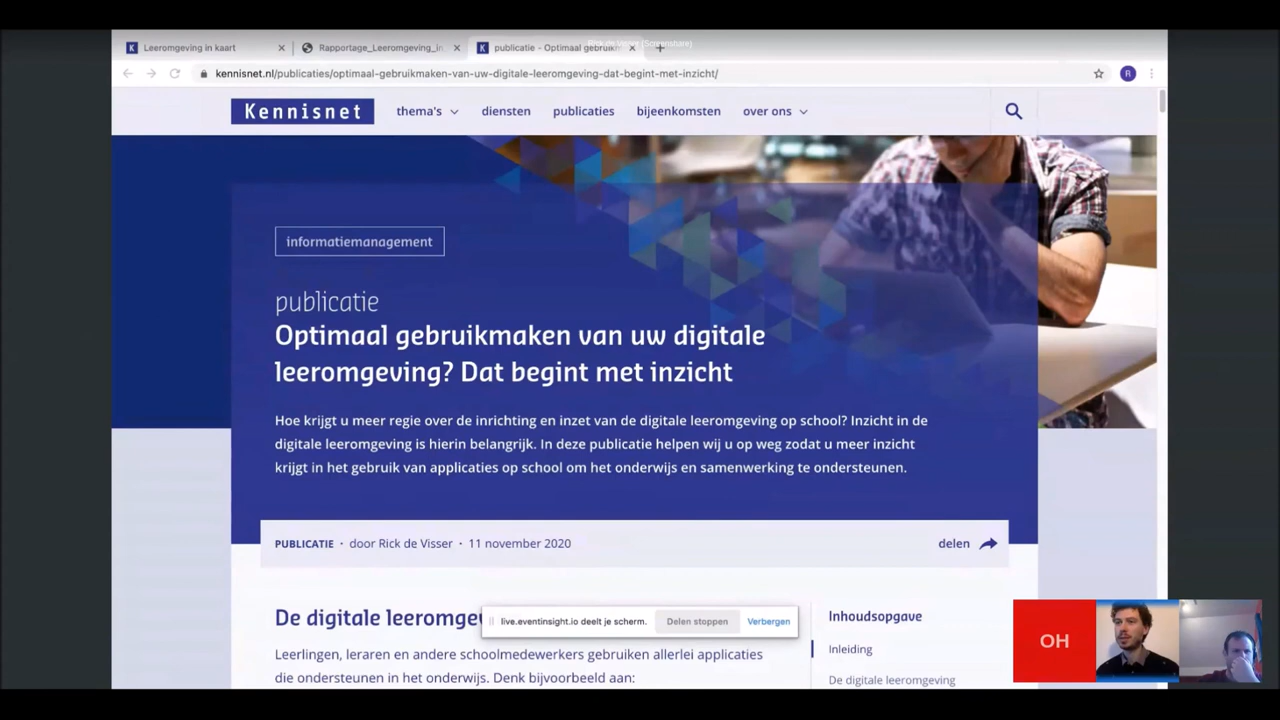 Leeromgeving in kaart
Rapportage_Leeromgeving_in
publicatie - Optimaal gebruikm
Rick de Visser (Screenshare)
kennisnet.nl/publicaties/optimaal-gebruikmaken-van-uw-digitale-leeromgeving-dat-begint-met-inzicht/
R
Kennisnet
thema's
diensten
publicaties
bijeenkomsten
over ons
informatiemanagement
publicatie
Optimaal gebruikmaken van uw digitale
leeromgeving? Dat begint met inzicht
Hoe krijgt u meer regie over de inrichting en inzet van de digitale leeromgeving op school? Inzicht in de
digitale leeromgeving is hierin belangrijk. In deze publicatie helpen wij u op weg zodat u meer inzicht
krijgt in het gebruik van applicaties op school om het onderwijs en samenwerking te ondersteunen.
PUBLICATIE · door Rick de Visser · 11 november 2020
delen
De digitale leeromge
live.eventinsight.io deelt je scherm.
Delen stoppen
Verbergen
Leerlingen, leraren en andere schoolmedewerkers gebruiken allerlei applicaties
die ondersteunen in het onderwijs. Denk bijvoorbeeld aan:
Inhoudsopgave
Inleiding
De digitale leeromgeving
OH